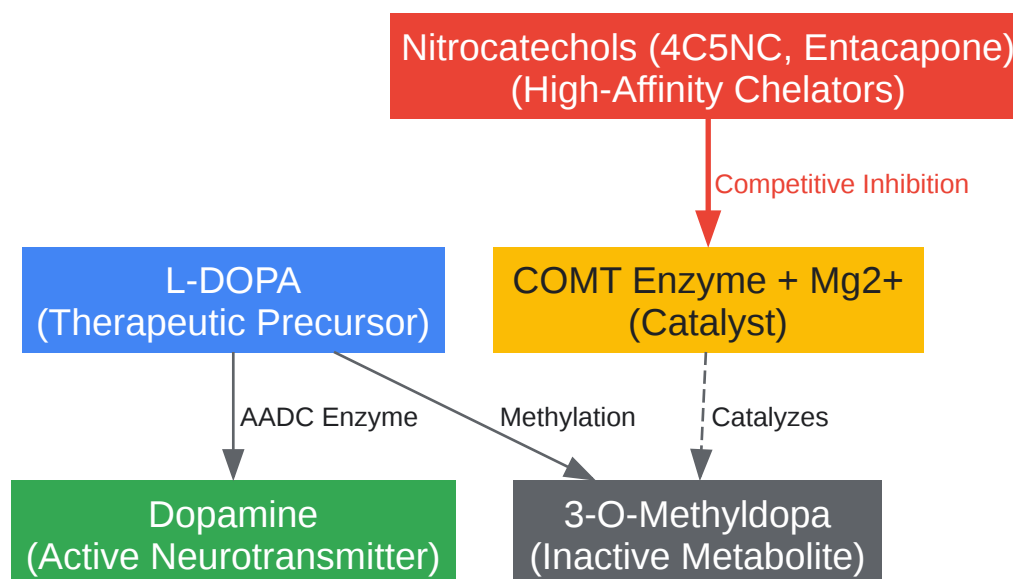 Nitrocatechols (4C5NC, Entacapone)
(High-Affinity Chelators)
Competitive Inhibition
L-DOPA
(Therapeutic Precursor)
COMT Enzyme + Mg2+
(Catalyst)
AADC Enzyme
Methylation
Catalyzes
Dopamine
(Active Neurotransmitter)
3-O-Methyldopa
(Inactive Metabolite)